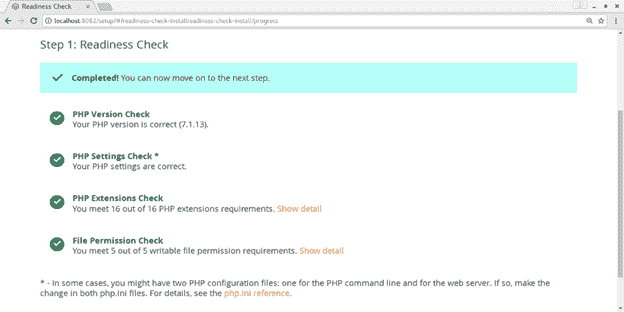 Readiness Check
localhost:8082/setup/#/readiness-check-installreadiness-check-install/progress
Step 1: Readiness Check
Completed! You can now move on to the next step.
PHP Version Check
Your PHP version is correct (7.1.13).
PHP Settings Check *
Your PHP settings are correct.
PHP Extensions Check
You meet 16 out of 16 PHP extensions requirements. Show detail
File Permission Check
You meet 5 out of 5 writable file permission requirements. Show detail
* - In some cases, you might have two PHP configuration files: one for the PHP command line and for the web server. If so, make the
change in both php.ini files. For details, see the php.ini reference.